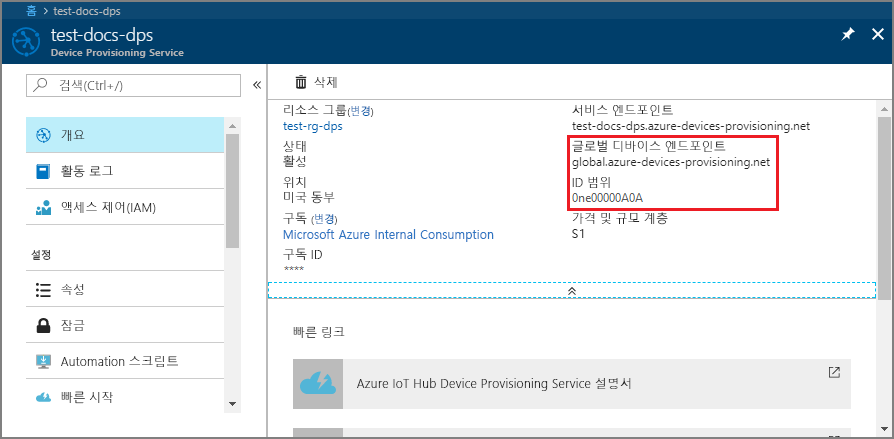 홈 > test-docs-dps
test-docs-dps
Device Provisioning Service
검색(Ctrl+/)
개요
활동 로그
액세스 제어(IAM)
설정
속성
잠금
Automation 스크립트
빠른 시작
삭제
리소스 그룹(변경)
test-rg-dps
상태
활성
위치
미국 동부
구독 (변경)
Microsoft Azure Internal Consumption
구독 ID
****
서비스 엔드포인트
test-docs-dps.azure-devices-provisioning.net
글로벌 디바이스 엔드포인트
global.azure-devices-provisioning.net
ID 범위
0ne00000A0A
가격 및 규모 계층
S1
빠른 링크
Azure IoT Hub Device Provisioning Service 설명서